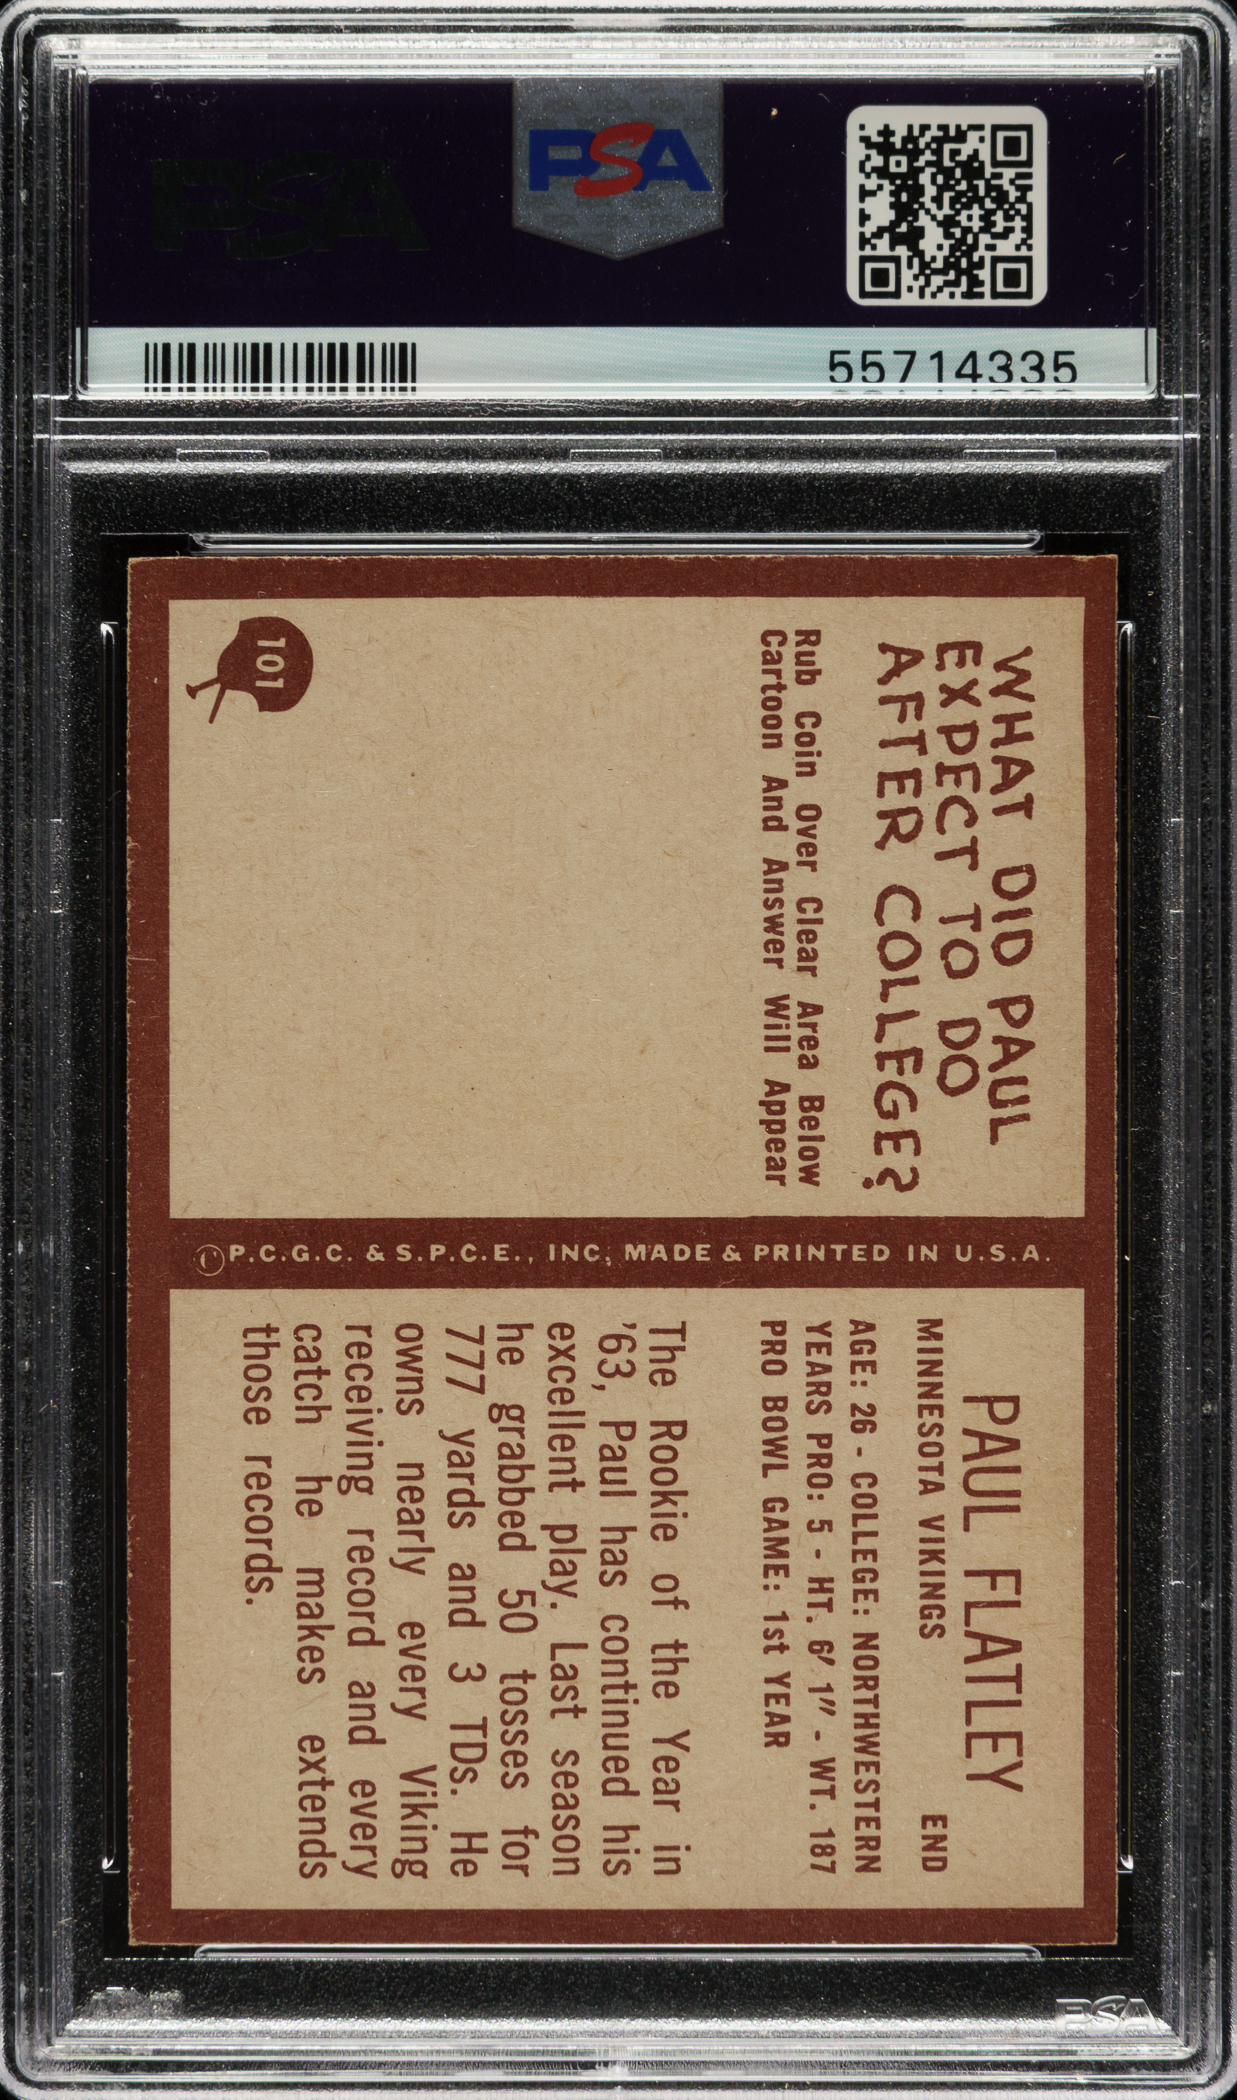 PSA
PSA
55714335
WHAT DID PAUL
EXPECT TO DO
AFTER COLLEGE?
Rub Coin Over Clear Area Below
Cartoon And Answer Will Appear
101
© P.C.G.C. & S.P.C.E., INC. MADE & PRINTED IN U.S.A.
PAUL FLATLEY
MINNESOTA VIKINGS END
AGE: 26 - COLLEGE: NORTHWESTERN
YEARS PRO: 5 - HT. 6' 1" - WT. 187
PRO BOWL GAME: 1st YEAR
The Rookie of the Year in
'63, Paul has continued his
excellent play. Last season
he grabbed 50 tosses for
777 yards and 3 TDs. He
owns nearly every Viking
receiving record and every
catch he makes extends
those records.
PSA